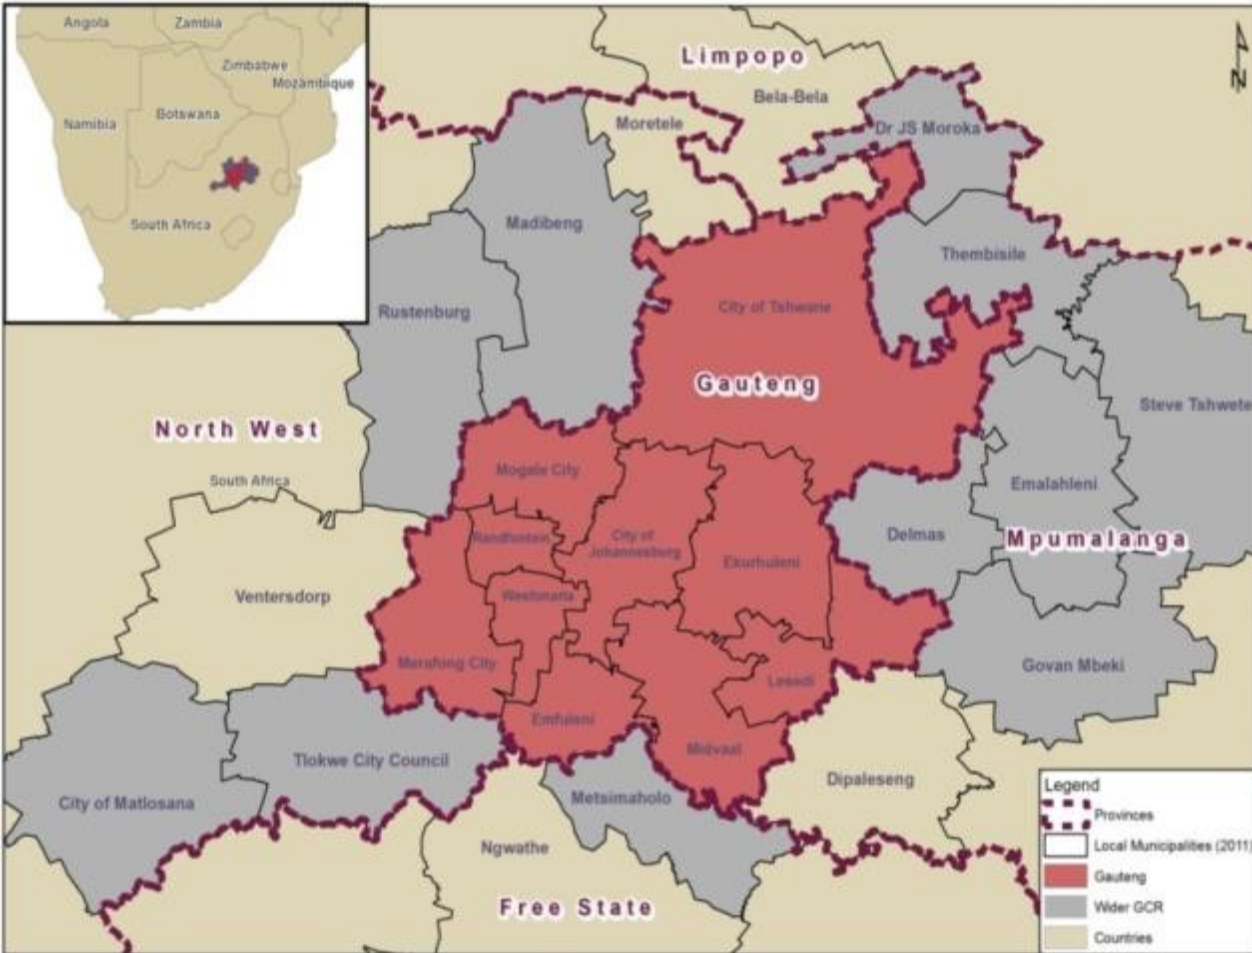 Angola
Zambia
Zimbabwe
Mozambique
Namibia
Botswana
South Africa
Limpopo
Bela-Bela
Moretele
Dr JS Moroka
N
Madibeng
Thembisile
Rustenburg
City of Tshwane
Gauteng
Steve Tshwete
North West
South Africa
Mogale City
Emalahleni
Randfontein
City of
Johannesburg
Ekurhuleni
Delmas
Mpumalanga
Ventersdorp
Westonaria
Merafong City
Lesedi
Govan Mbeki
Emfuleni
Midvaal
Tlokwe City Council
Dipaleseng
City of Matlosana
Metsimaholo
Ngwathe
Free State
Legend
Provinces
Local Municipalities (2011)
Gauteng
Wider GCR
Countries